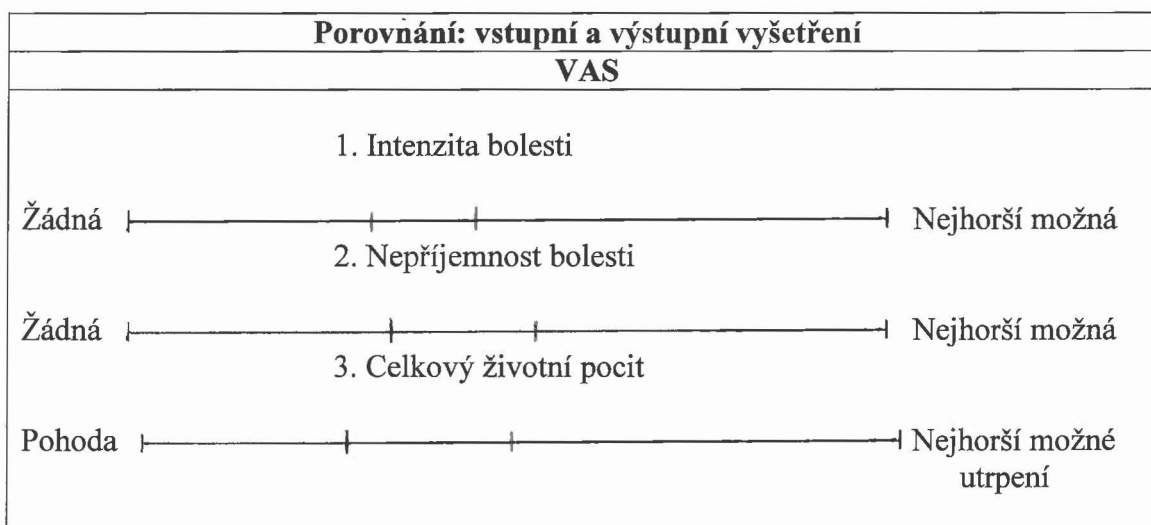 Porovnání: vstupní a výstupní vyšetření
VAS
1. Intenzita bolesti
Žádná Nejhorší možná
2. Nepříjemnost bolesti
Žádná Nejhorší možná
3. Celkový životní pocit
Pohoda Nejhorší možné
utrpení